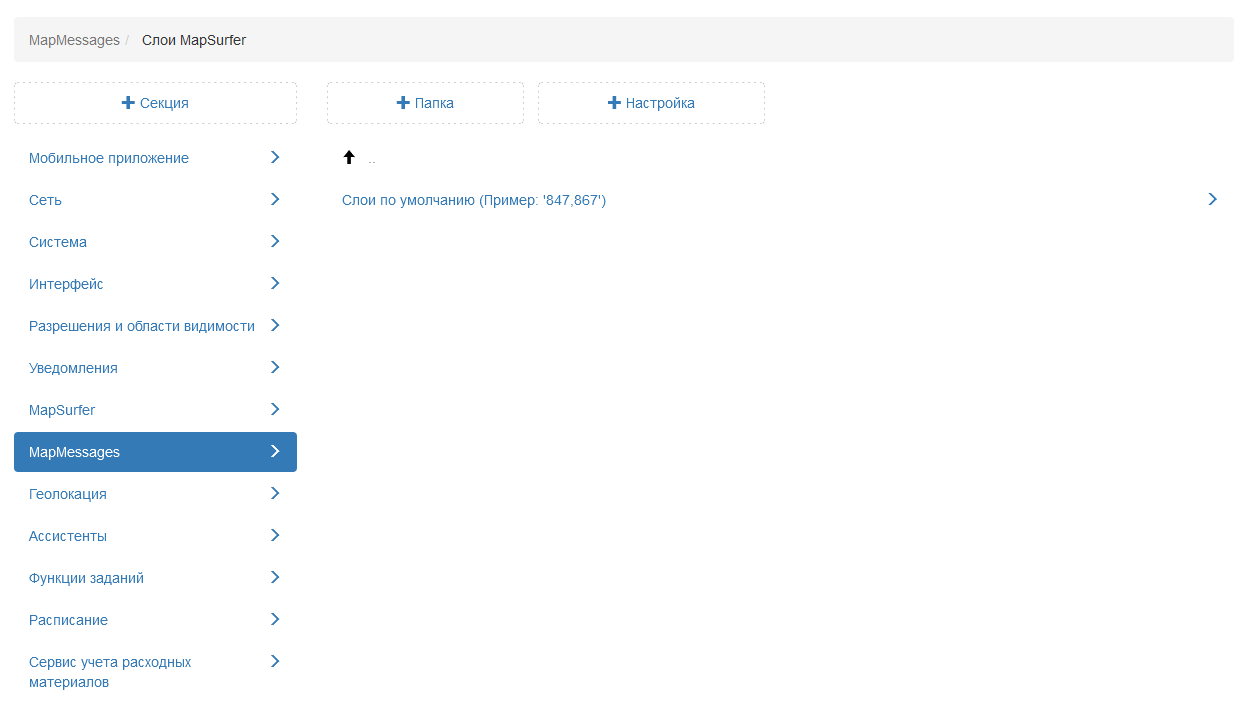 MapMessages / Слои MapSurfer
Секция
Папка
Настройка
Мобильное приложение
Сеть
Система
Интерфейс
Разрешения и области видимости
Уведомления
MapSurfer
MapMessages
Геолокация
Ассистенты
Функции заданий
Расписание
Сервис учета расходных
материалов
..
Слои по умолчанию (Пример: '847,867')